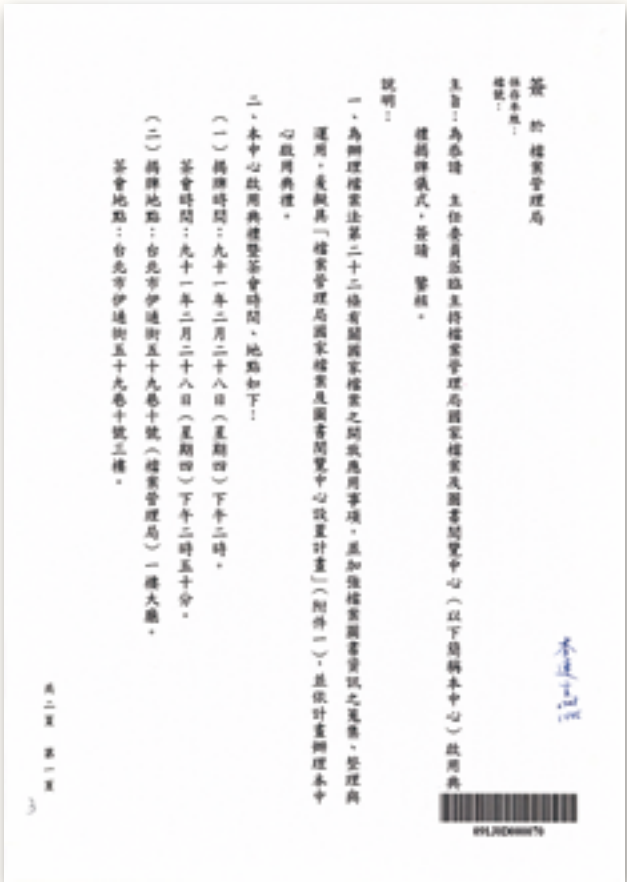 簽 於 檔案管理局
保存年限：
檔號：
主旨：為恭請 主任委員蒞臨主持檔案管理局國家檔案及圖書閱覽中心（以下簡稱本中心）啟用典
禮揭牌儀式，簽請 鑒核。
說明：
一、為辦理檔案法第二十二條有關國家檔案之開放應用事項，並加強檔案圖書資訊之蒐集、整理與
運用，爰擬具「檔案管理局國家檔案及圖書閱覽中心設置計畫」（附件一），並依計畫辦理本中
心啟用典禮。
二、本中心啟用典禮暨茶會時間、地點如下：
（一）揭牌時間：九十一年二月二十八日（星期四）下午二時。
茶會時間：九十一年二月二十八日（星期四）下午二時五十分。
（二）揭牌地點：台北市伊通街五十九巷十號（檔案管理局）一樓大廳。
茶會地點：台北市伊通街五十九巷十號三樓。
共二頁 第一頁
3
091J0D000070